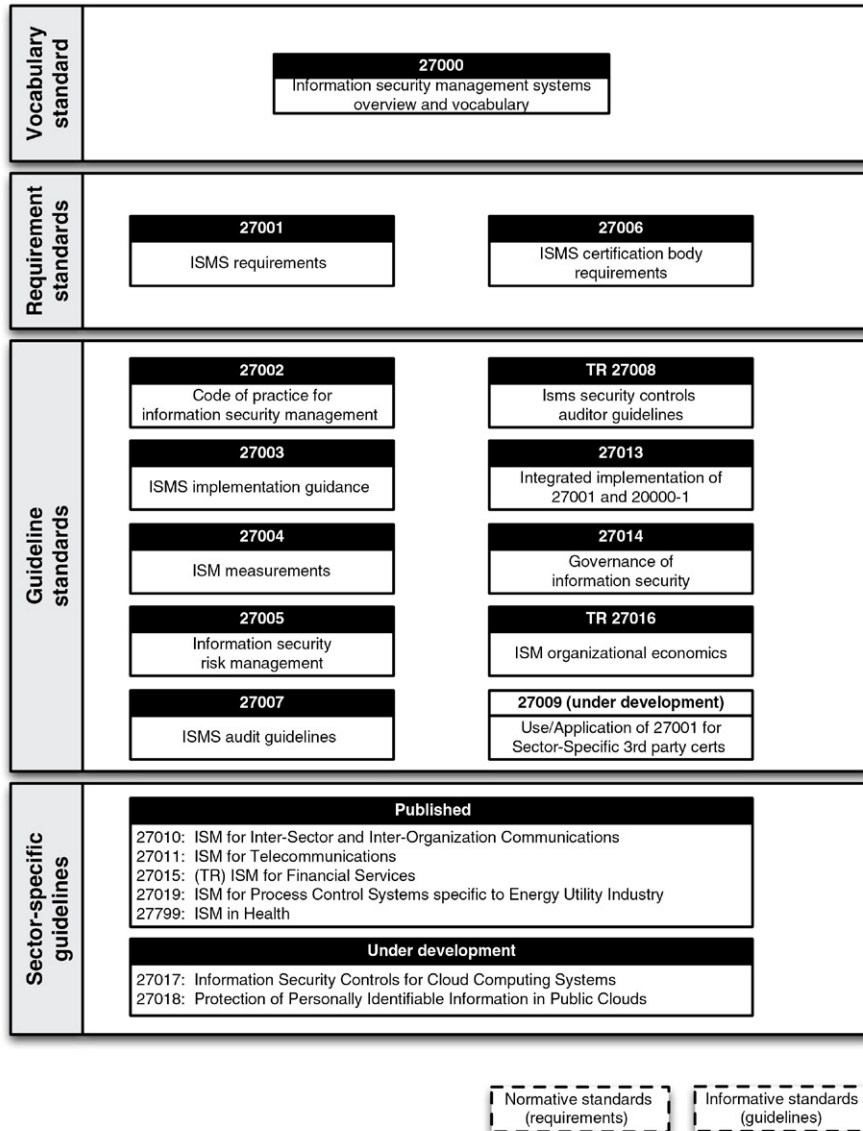 Vocabulary
standard
27000
Information security management systems
overview and vocabulary
Requirement
standards
27001
ISMS requirements
27006
ISMS certification body
requirements
Guideline
standards
27002
Code of practice for
information security management
27003
ISMS implementation guidance
27004
ISM measurements
27005
Information security
risk management
27007
ISMS audit guidelines
TR 27008
Isms security controls
auditor guidelines
27013
Integrated implementation of
27001 and 20000-1
27014
Governance of
information security
TR 27016
ISM organizational economics
27009 (under development)
Use/Application of 27001 for
Sector-Specific 3rd party certs
Sector-specific
guidelines
Published
27010: ISM for Inter-Sector and Inter-Organization Communications
27011: ISM for Telecommunications
27015: (TR) ISM for Financial Services
27019: ISM for Process Control Systems specific to Energy Utility Industry
27799: ISM in Health
Under development
27017: Information Security Controls for Cloud Computing Systems
27018: Protection of Personally Identifiable Information in Public Clouds
Normative standards
(requirements)
Informative standards
(guidelines)